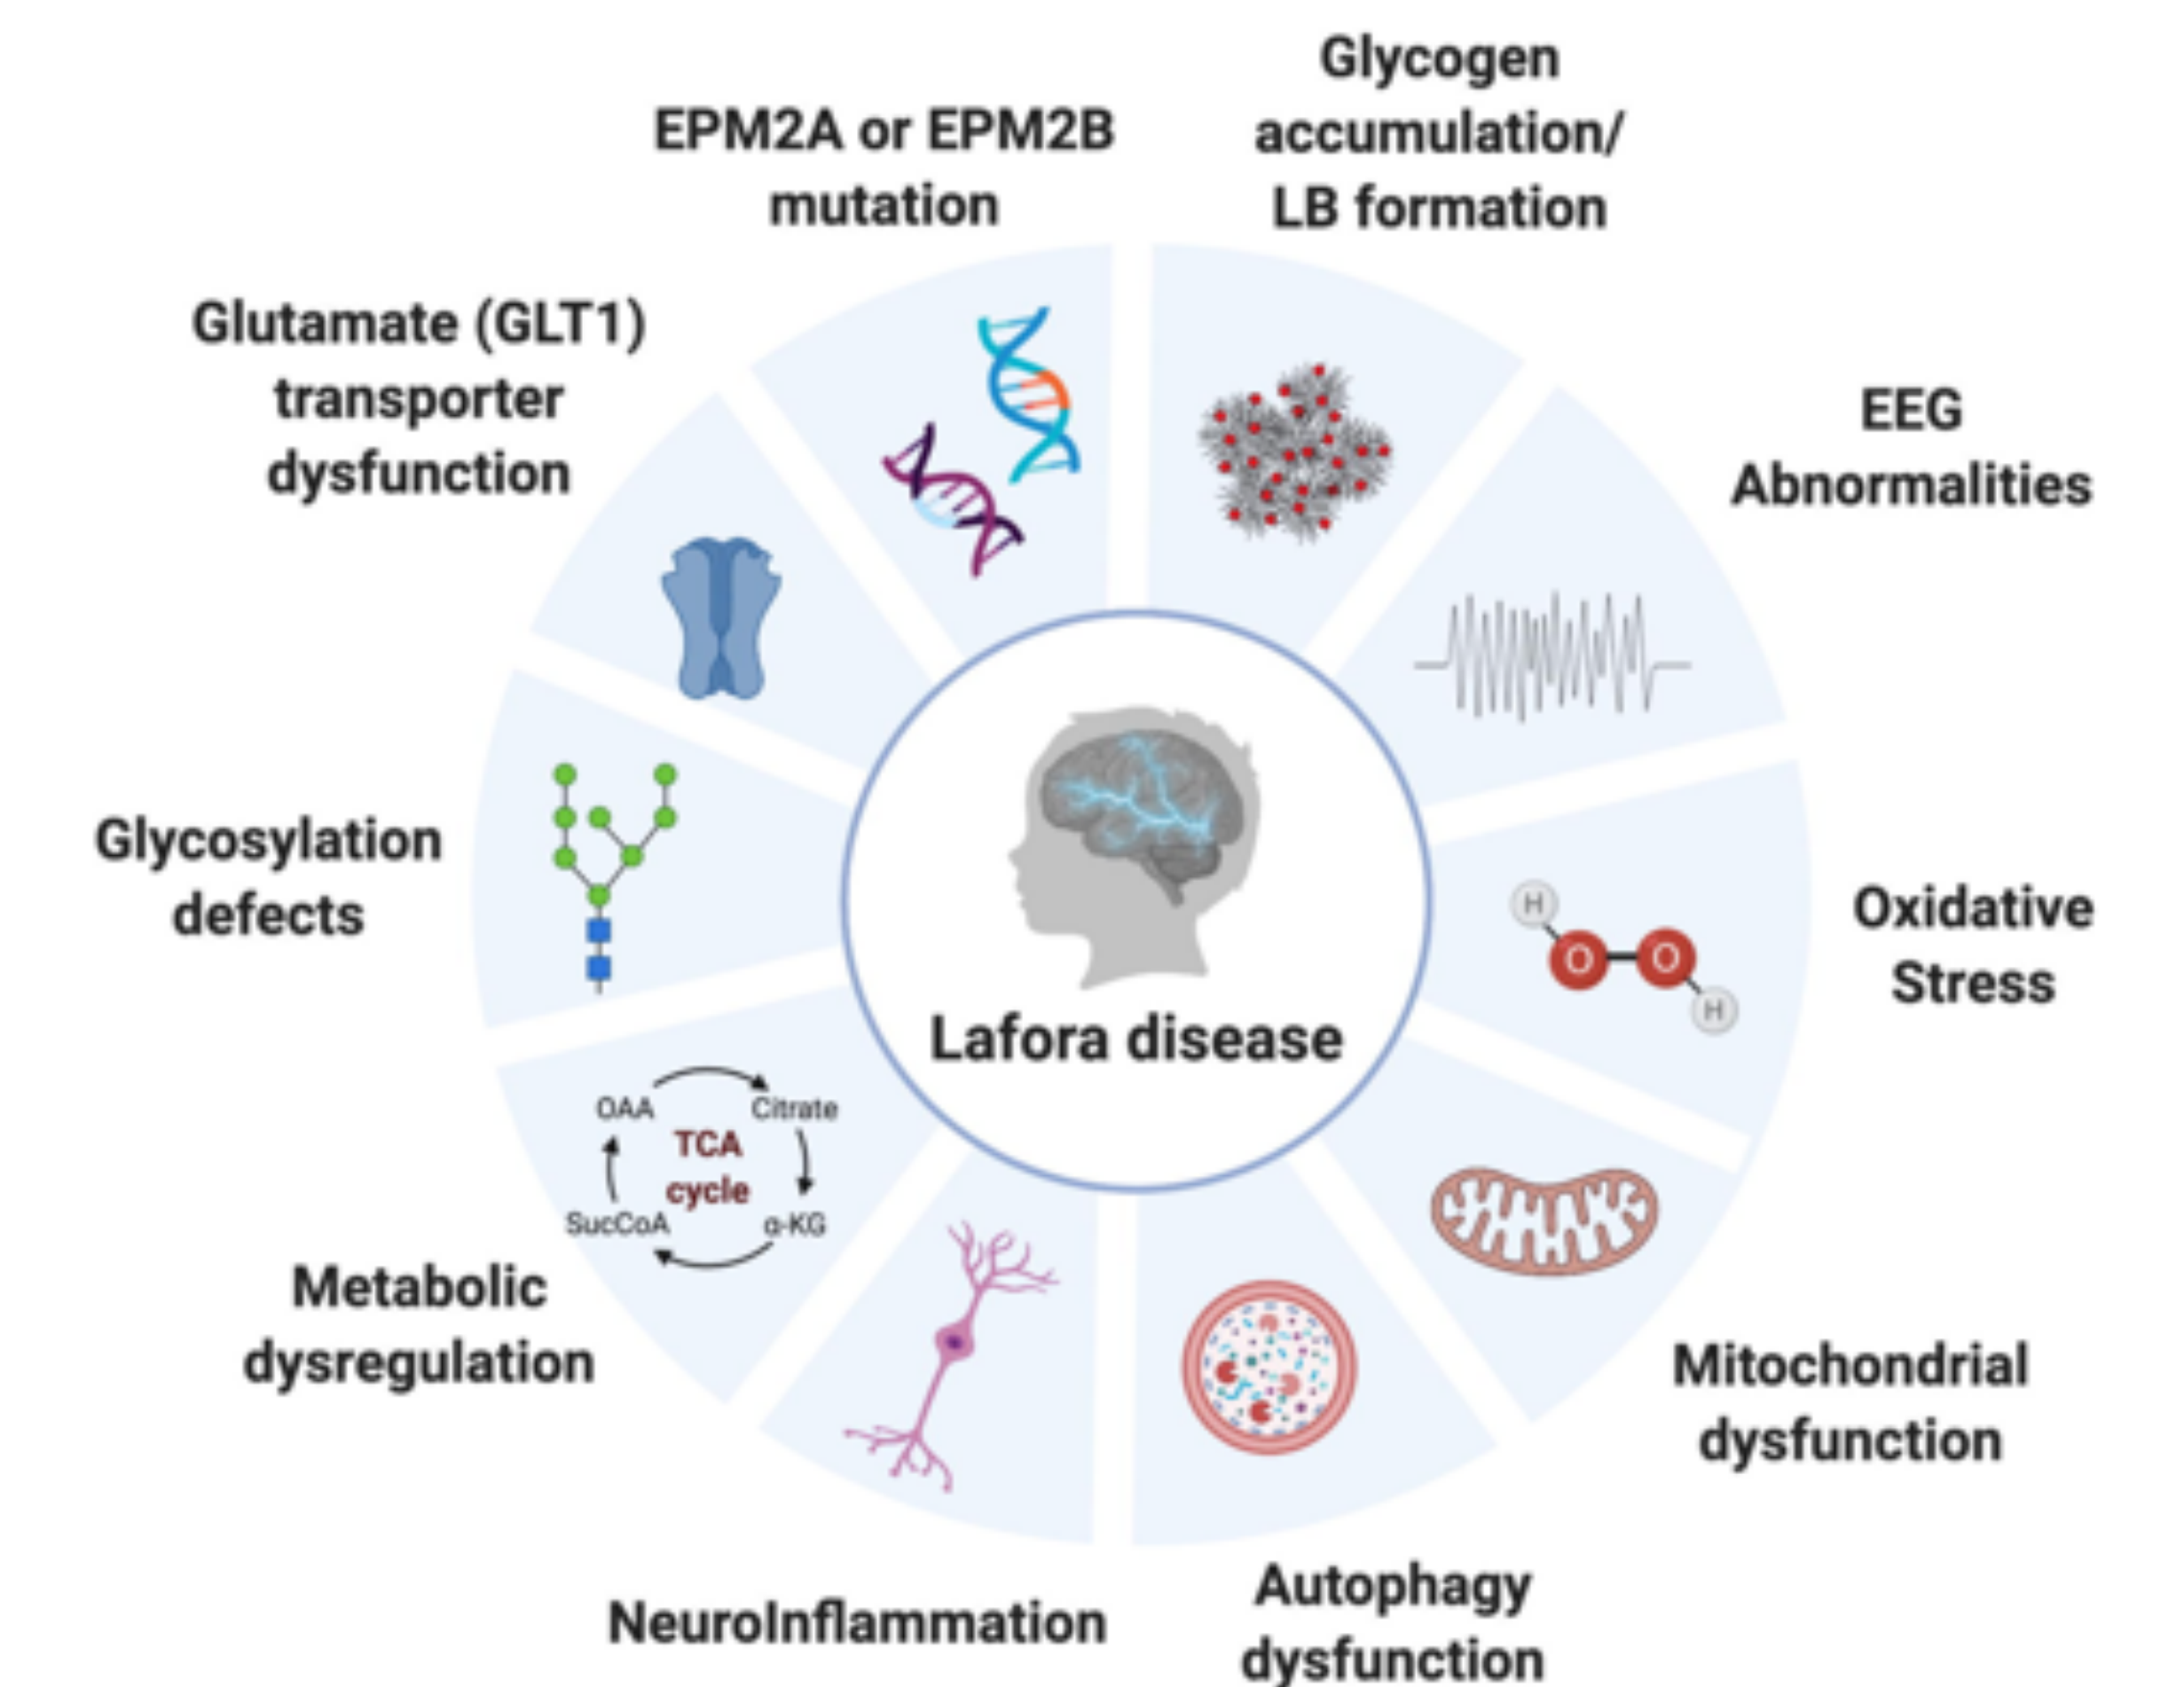 Glycogen
accumulation/
LB formation
EPM2A or EPM2B
mutation
Glutamate (GLT1)
transporter
dysfunction
EEG
Abnormalities
Glycosylation
defects
Oxidative
Stress
H
O
O
H
Lafora disease
OAA
Citrate
TCA
cycle
SucCoA
α-KG
Metabolic
dysregulation
Mitochondrial
dysfunction
NeuroInflammation
Autophagy
dysfunction